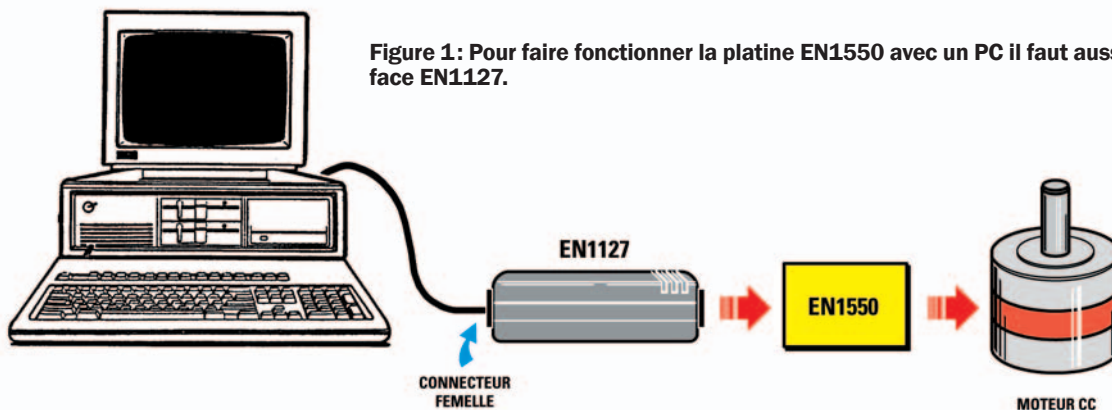 Figure 1: Pour faire fonctionner la platine EN1550 avec un PC il faut auss
face EN1127.
EN1127
EN1550
CONNECTEUR
FEMELLE
MOTEUR CC